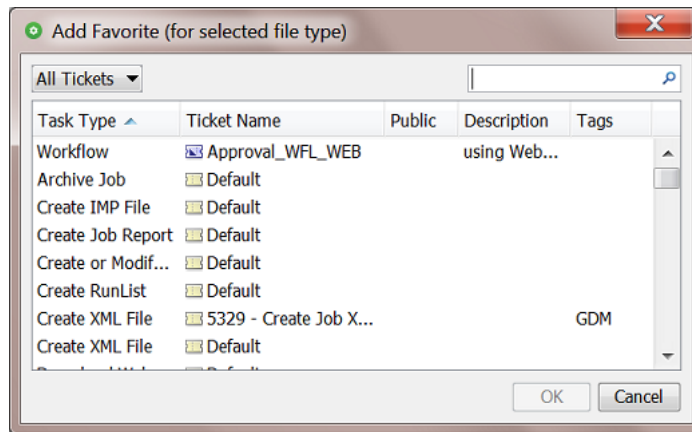 Add Favorite (for selected file type)
All Tickets
Task Type Ticket Name Public Description Tags
Workflow Approval_WFL_WEB using Web...
Archive Job Default
Create IMP File Default
Create Job Report Default
Create or Modif... Default
Create RunList Default
Create XML File 5329 - Create Job X... GDM
Create XML File Default
OK Cancel